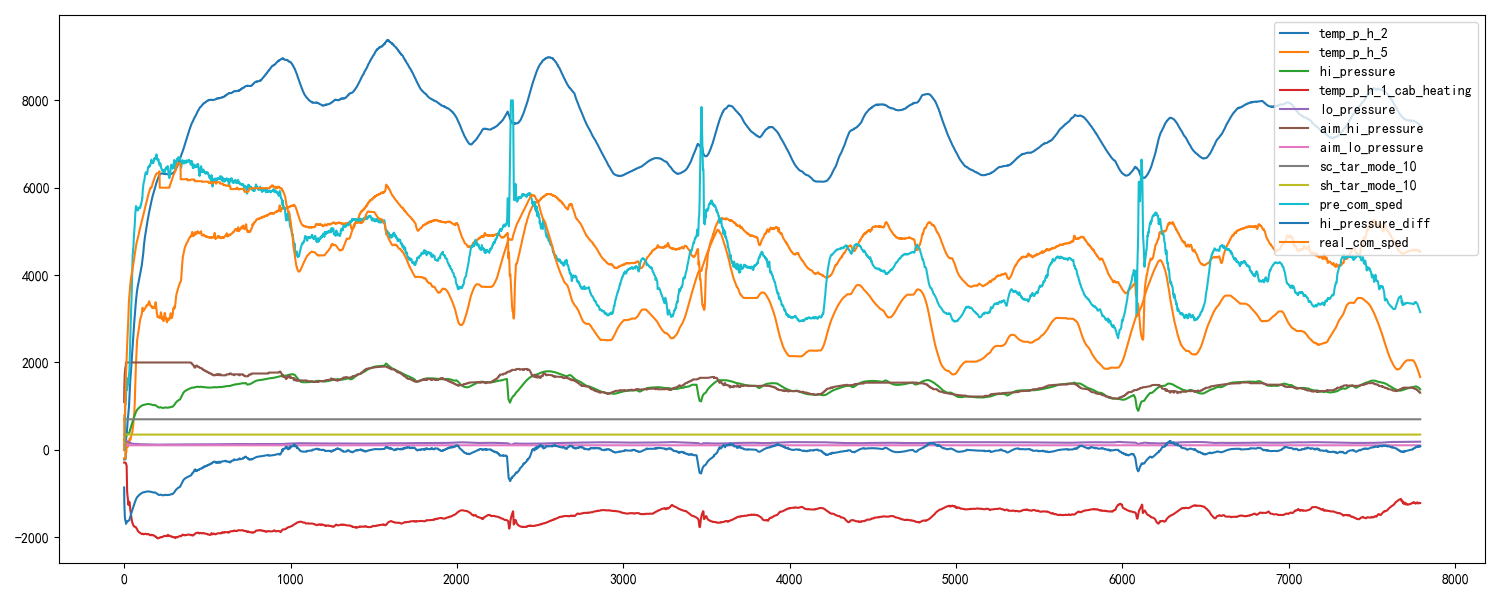 temp_p_h_2
temp_p_h_5
hi_pressure
temp_p_h_1_cab_heating
lo_pressure
aim_hi_pressure
aim_lo_pressure
sc_tar_mode_10
sh_tar_mode_10
pre_com_sped
hi_pressure_diff
real_com_sped
8000
6000
4000
2000
0
−2000
0 1000 2000 3000 4000 5000 6000 7000 8000